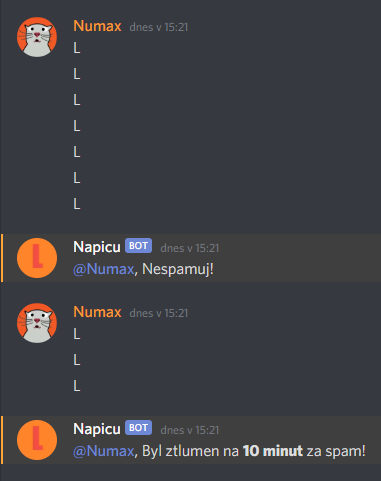 Numax dnes v 15:21
L
L
L
L
L
L
L
Napicu BOT dnes v 15:21
@Numax, Nespamuj!
Numax dnes v 15:21
L
L
L
Napicu BOT dnes v 15:21
@Numax, Byl ztlumen na 10 minut za spam!